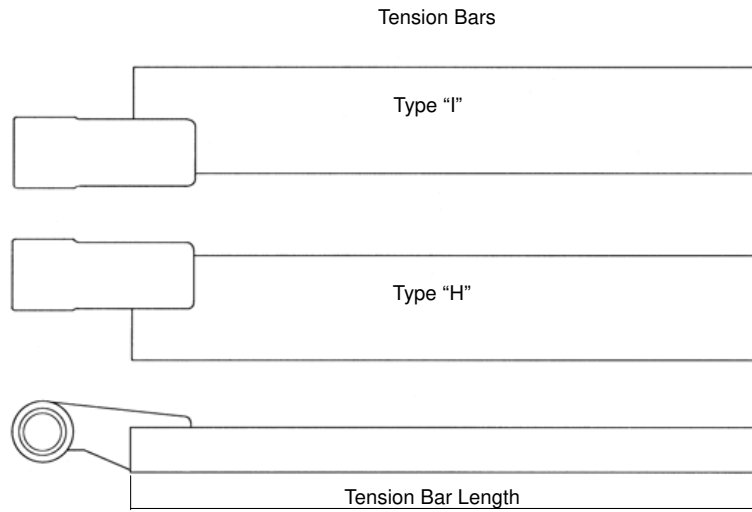 Tension Bars
Type “I”
Type “H”
Tension Bar Length